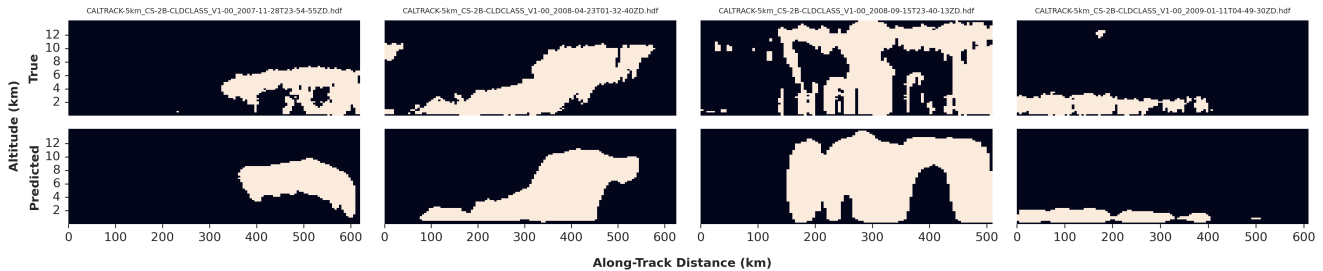 CALTRACK-5km_CS-2B-CLDCLASS_V1-00_2007-11-28T23-54-55ZD.hdf
CALTRACK-5km_CS-2B-CLDCLASS_V1-00_2008-04-23T01-32-40ZD.hdf
CALTRACK-5km_CS-2B-CLDCLASS_V1-00_2008-09-15T23-40-13ZD.hdf
CALTRACK-5km_CS-2B-CLDCLASS_V1-00_2009-01-11T04-49-30ZD.hdf
Altitude (km)
True
12
10
8
6
4
2
Predicted
12
10
8
6
4
2
0 100 200 300 400 500 600
0 100 200 300 400 500 600
0 100 200 300 400 500
0 100 200 300 400 500 600
Along-Track Distance (km)